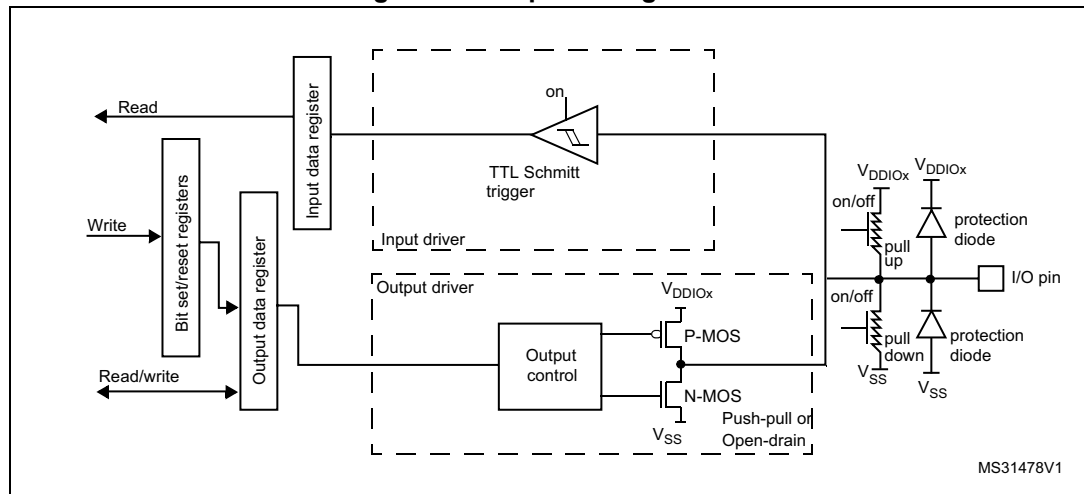 Read
Write
Read/write
Bit set/reset registers
Output data register
Input data register
on
TTL Schmitt
trigger
Input driver
Output driver
Output
control
VDDIOx
P-MOS
N-MOS
VSS
Push-pull or
Open-drain
VDDIOx
VDDIOx
on/off
pull
up
protection
diode
I/O pin
on/off
pull
down
VSS
protection
diode
VSS
MS31478V1